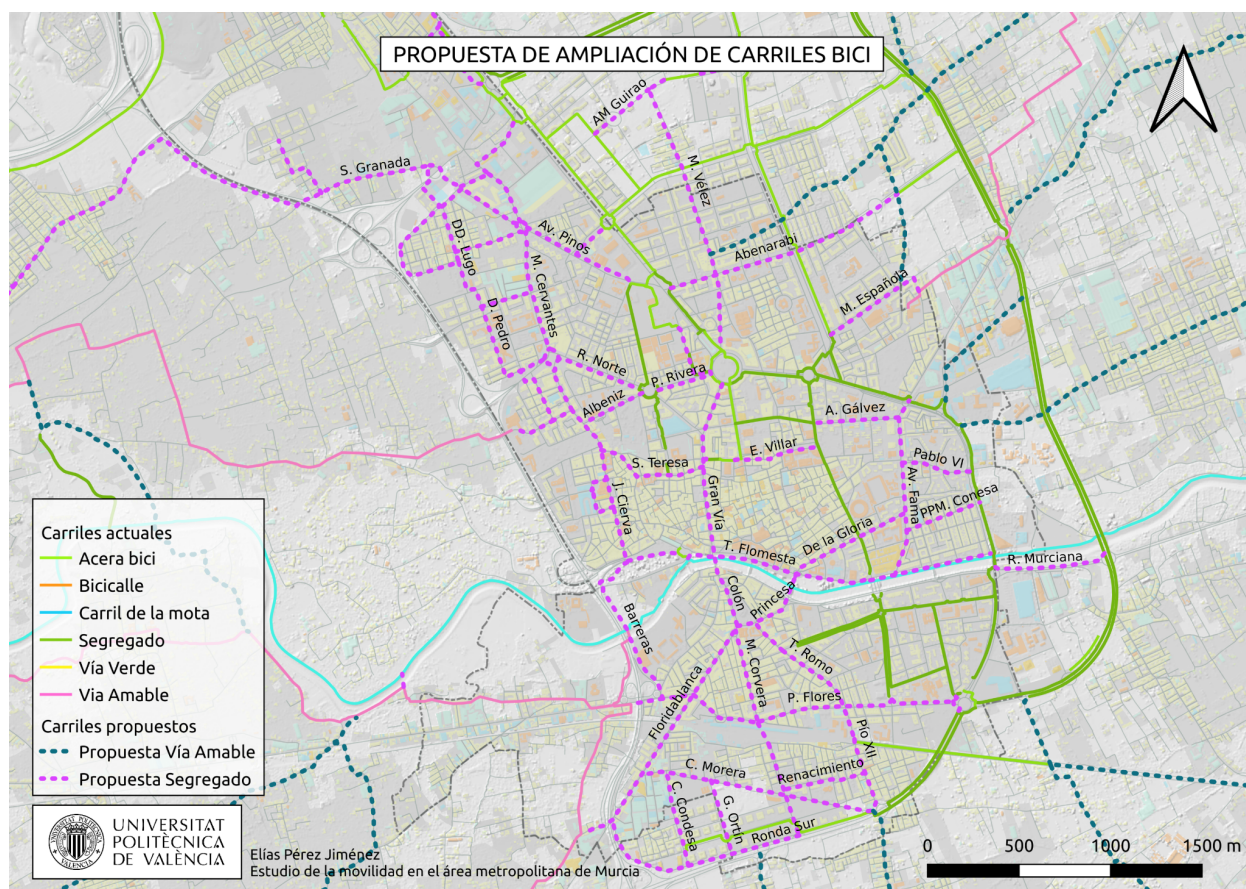 PROPUESTA DE AMPLIACIÓN DE CARRILES BICI
AM Guirao
S. Granada
M. Vélez
DD. Lugo
Av. Pinos
Abenarabi
M. Cervantes
M. Española
D. Pedro
R. Norte
P. Rivera
Albeniz
A. Gálvez
E. Villar
S. Teresa
Pablo VI
J. Cierva
Gran Vía
Av. Fama
PPM. Conesa
De la Gloria
T. Flomesta
R. Murciana
Colón
Princesa
Barreras
T. Romo
M. Corvera
Floridablanca
P. Flores
Pío XII
C. Morera
Renacimiento
C. Condesa
G. Ortín
Ronda Sur
Carriles actuales
Acera bici
Bicicalle
Carril de la mota
Segregado
Vía Verde
Via Amable
Carriles propuestos
Propuesta Vía Amable
Propuesta Segregado
UNIVERSITAT
POLITÈCNICA
DE VALÈNCIA
Elías Pérez Jiménez
Estudio de la movilidad en el área metropolitana de Murcia
0 500 1000 1500 m